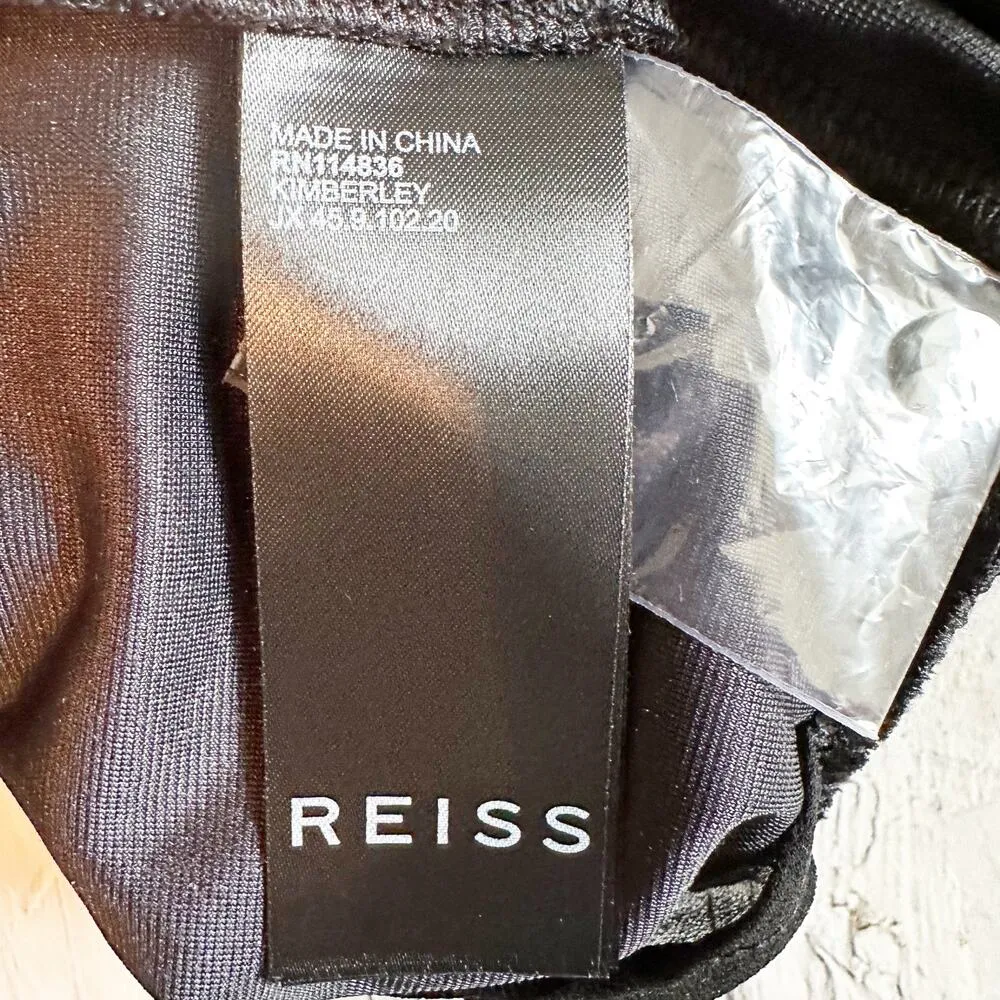 MADE IN CHINA
RN114836
KIMBERLEY
JX.45.9.102.20
REISS